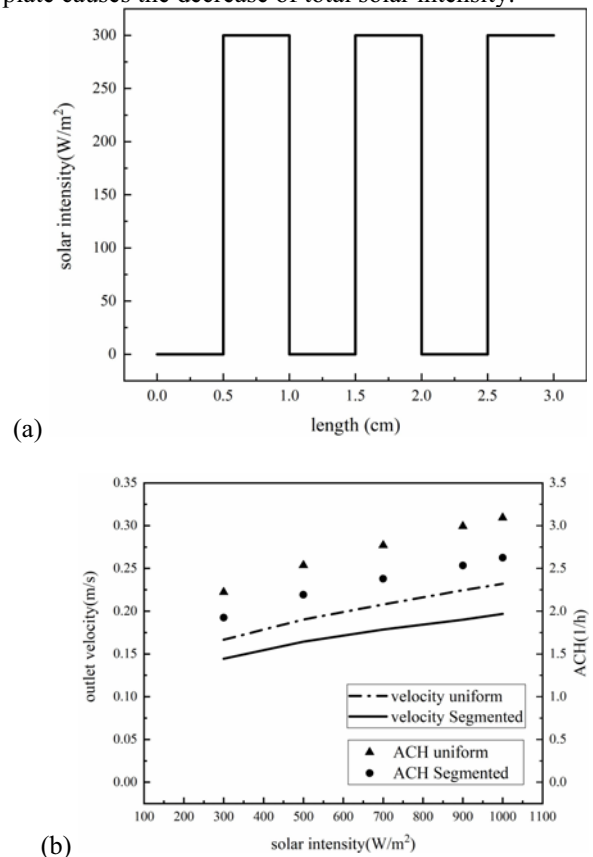 plate causes the decrease of total solar intensity.
300
250
200
150
100
50
0
solar intensity(W/m²)
0.0 0.5 1.0 1.5 2.0 2.5 3.0
length (cm)
(a)
0.35 3.5
0.30 3.0
0.25 2.5
0.20 2.0
0.15 1.5
0.10 1.0
0.05 0.5
0.00 0.0
outlet velocity(m/s)
ACH(1/h)
velocity uniform
velocity Segmented
ACH uniform
ACH Segmented
100 200 300 400 500 600 700 800 900 1000 1100
solar intensity(W/m²)
(b)